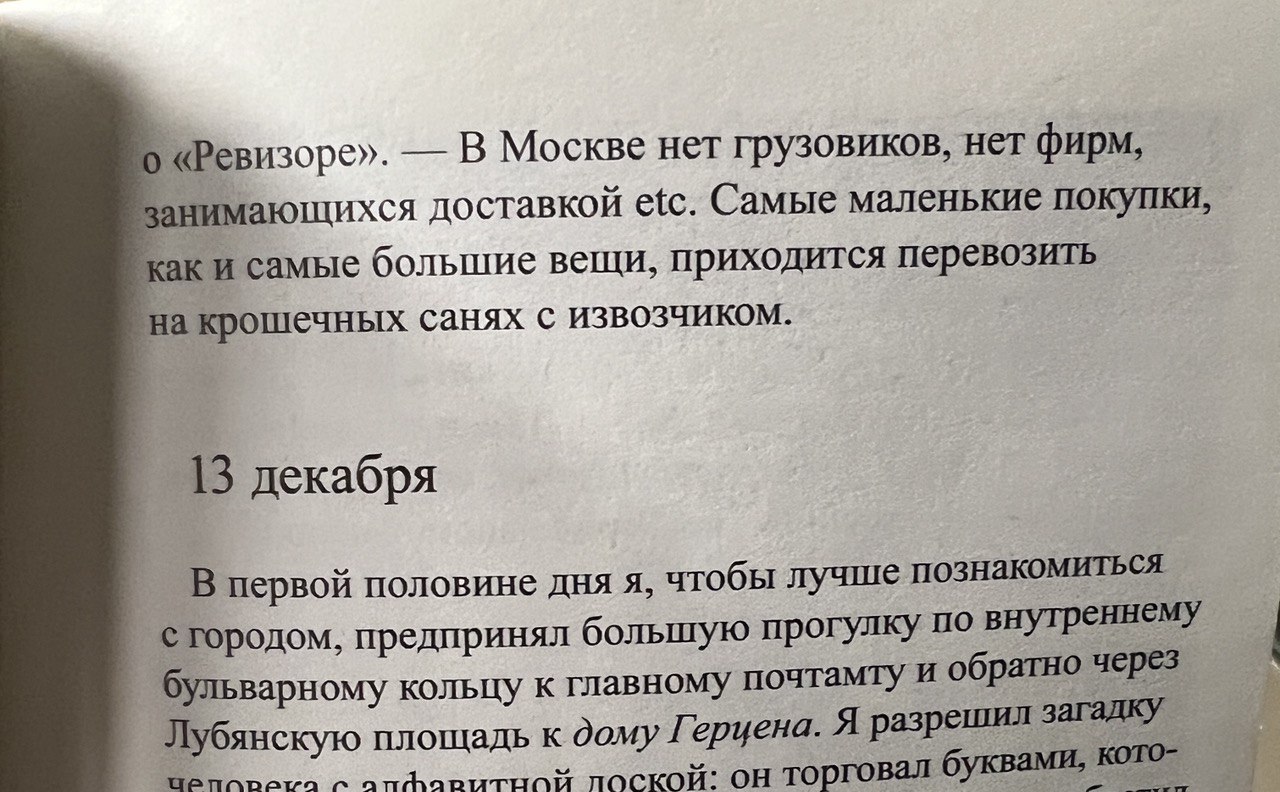 о «Ревизоре». — В Москве нет грузовиков, нет фирм,
занимающихся доставкой etc. Самые маленькие покупки,
как и самые большие вещи, приходится перевозить
на крошечных санях с извозчиком.
13 декабря
В первой половине дня я, чтобы лучше познакомиться
с городом, предпринял большую прогулку по внутреннему
бульварному кольцу к главному почтамту и обратно через
Лубянскую площадь к дому Герцена. Я разрешил загадку
человека с алфавитной доской: он торговал буквами, кото-